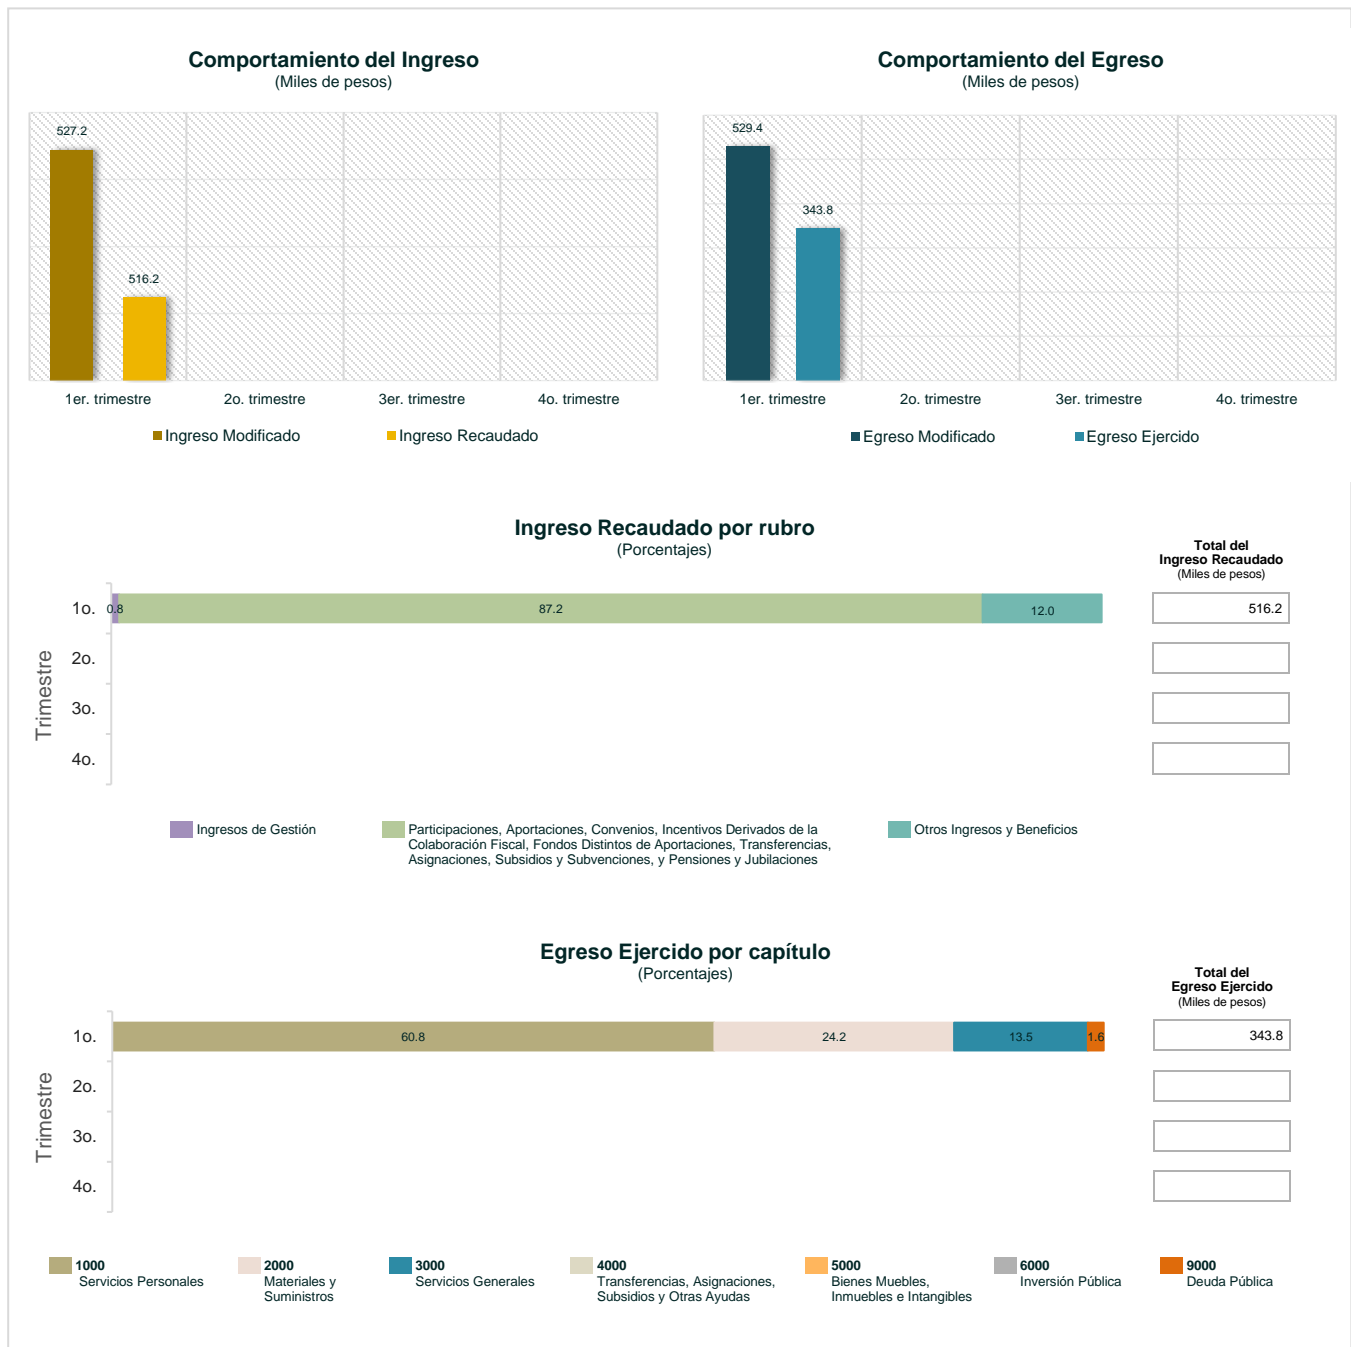 Comportamiento del Ingreso
(Miles de pesos)
527.2
516.2
1er. trimestre
2o. trimestre
3er. trimestre
4o. trimestre
Ingreso Modificado
Ingreso Recaudado
Comportamiento del Egreso
(Miles de pesos)
529.4
343.8
1er. trimestre
2o. trimestre
3er. trimestre
4o. trimestre
Egreso Modificado
Egreso Ejercido
Ingreso Recaudado por rubro
(Porcentajes)
Total del
Ingreso Recaudado
(Miles de pesos)
Trimestre
1o.
0.8
87.2
12.0
516.2
2o.
3o.
4o.
Ingresos de Gestión
Participaciones, Aportaciones, Convenios, Incentivos Derivados de la
Colaboración Fiscal, Fondos Distintos de Aportaciones, Transferencias,
Asignaciones, Subsidios y Subvenciones, y Pensiones y Jubilaciones
Otros Ingresos y Beneficios
Egreso Ejercido por capítulo
(Porcentajes)
Total del
Egreso Ejercido
(Miles de pesos)
Trimestre
1o.
60.8
24.2
13.5
1.6
343.8
2o.
3o.
4o.
1000
Servicios Personales
2000
Materiales y
Suministros
3000
Servicios Generales
4000
Transferencias, Asignaciones,
Subsidios y Otras Ayudas
5000
Bienes Muebles,
Inmuebles e Intangibles
6000
Inversión Pública
9000
Deuda Pública